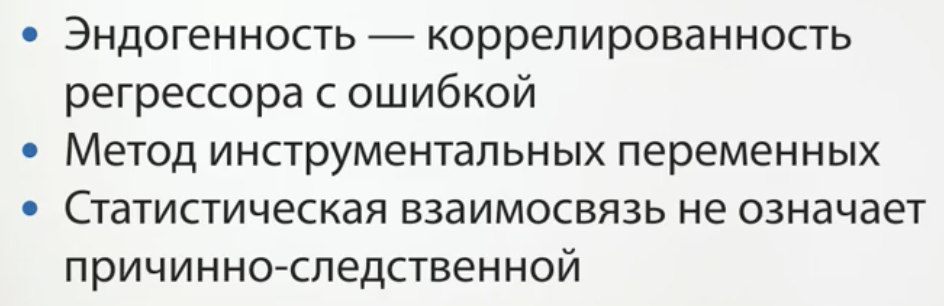 • Эндогенность — коррелированность
регрессора с ошибкой
• Метод инструментальных переменных
• Статистическая взаимосвязь не означает
причинно-следственной